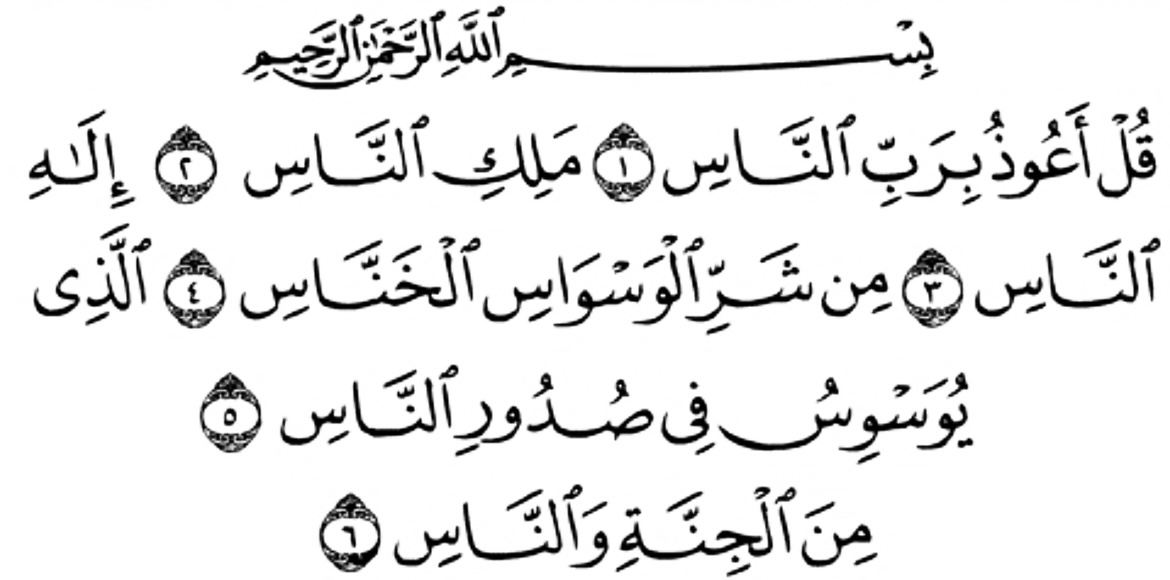 بِسْمِ ٱللَّهِ ٱلرَّحْمَٰنِ ٱلرَّحِيمِ
قُلْ أَعُوذُ بِرَبِّ ٱلنَّاسِ ١ مَلِكِ ٱلنَّاسِ ٢ إِلَٰهِ
ٱلنَّاسِ ٣ مِن شَرِّ ٱلْوَسْوَاسِ ٱلْخَنَّاسِ ٤ ٱلَّذِى
يُوَسْوِسُ فِى صُدُورِ ٱلنَّاسِ ٥
مِنَ ٱلْجِنَّةِ وَٱلنَّاسِ ٦